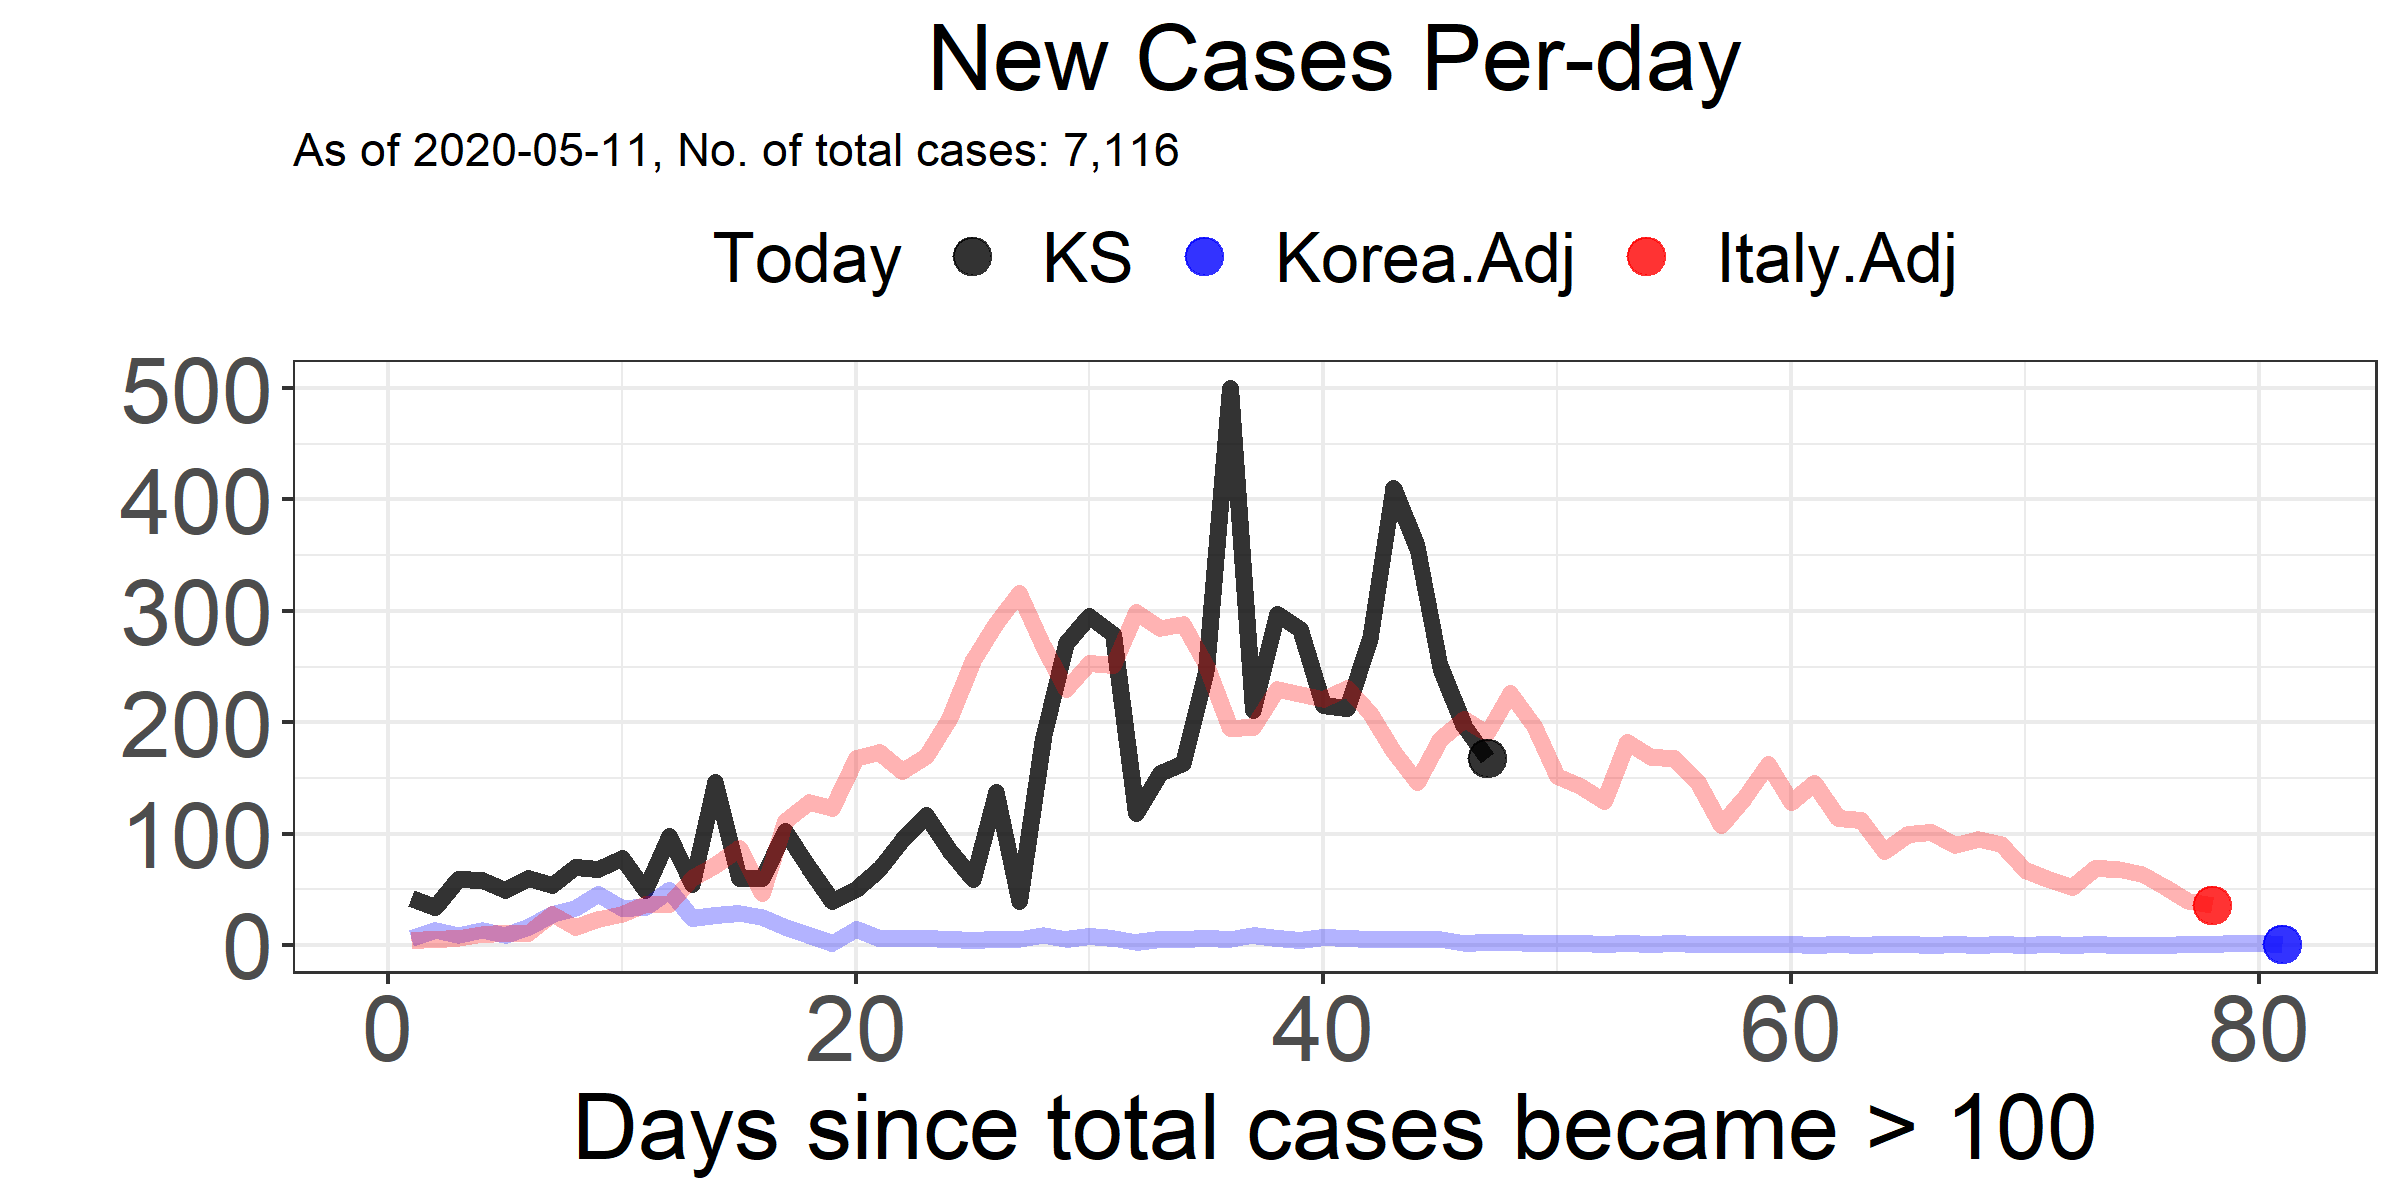 New Cases Per-day
As of 2020-05-11, No. of total cases: 7,116
Today KS Korea.Adj Italy.Adj
500
400
300
200
100
0
0 20 40 60 80
Days since total cases became > 100